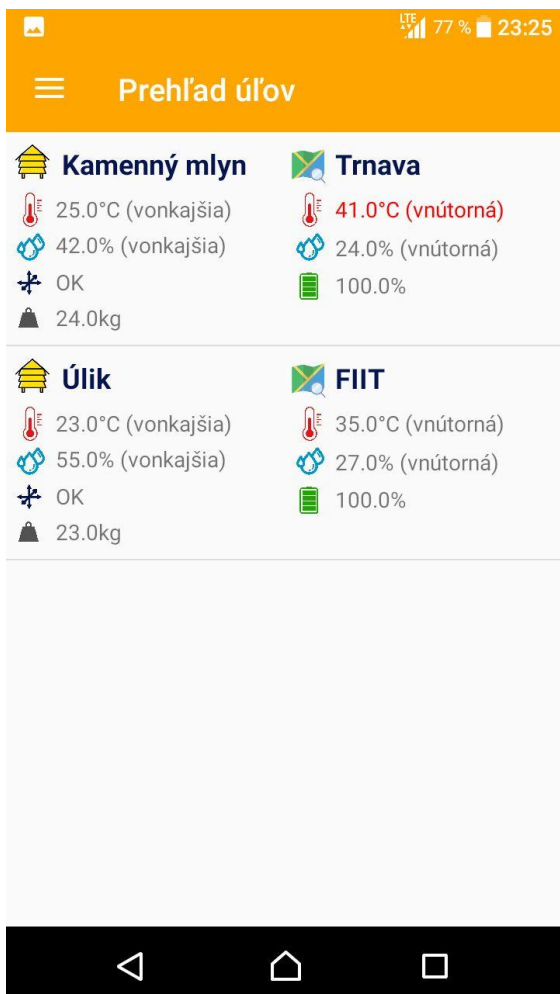 LTE 77 % 23:25
Prehľad úľov
Kamenný mlyn Trnava
25.0°C (vonkajšia) 41.0°C (vnútorná)
42.0% (vonkajšia) 24.0% (vnútorná)
OK 100.0%
24.0kg
Úlik FIIT
23.0°C (vonkajšia) 35.0°C (vnútorná)
55.0% (vonkajšia) 27.0% (vnútorná)
OK 100.0%
23.0kg